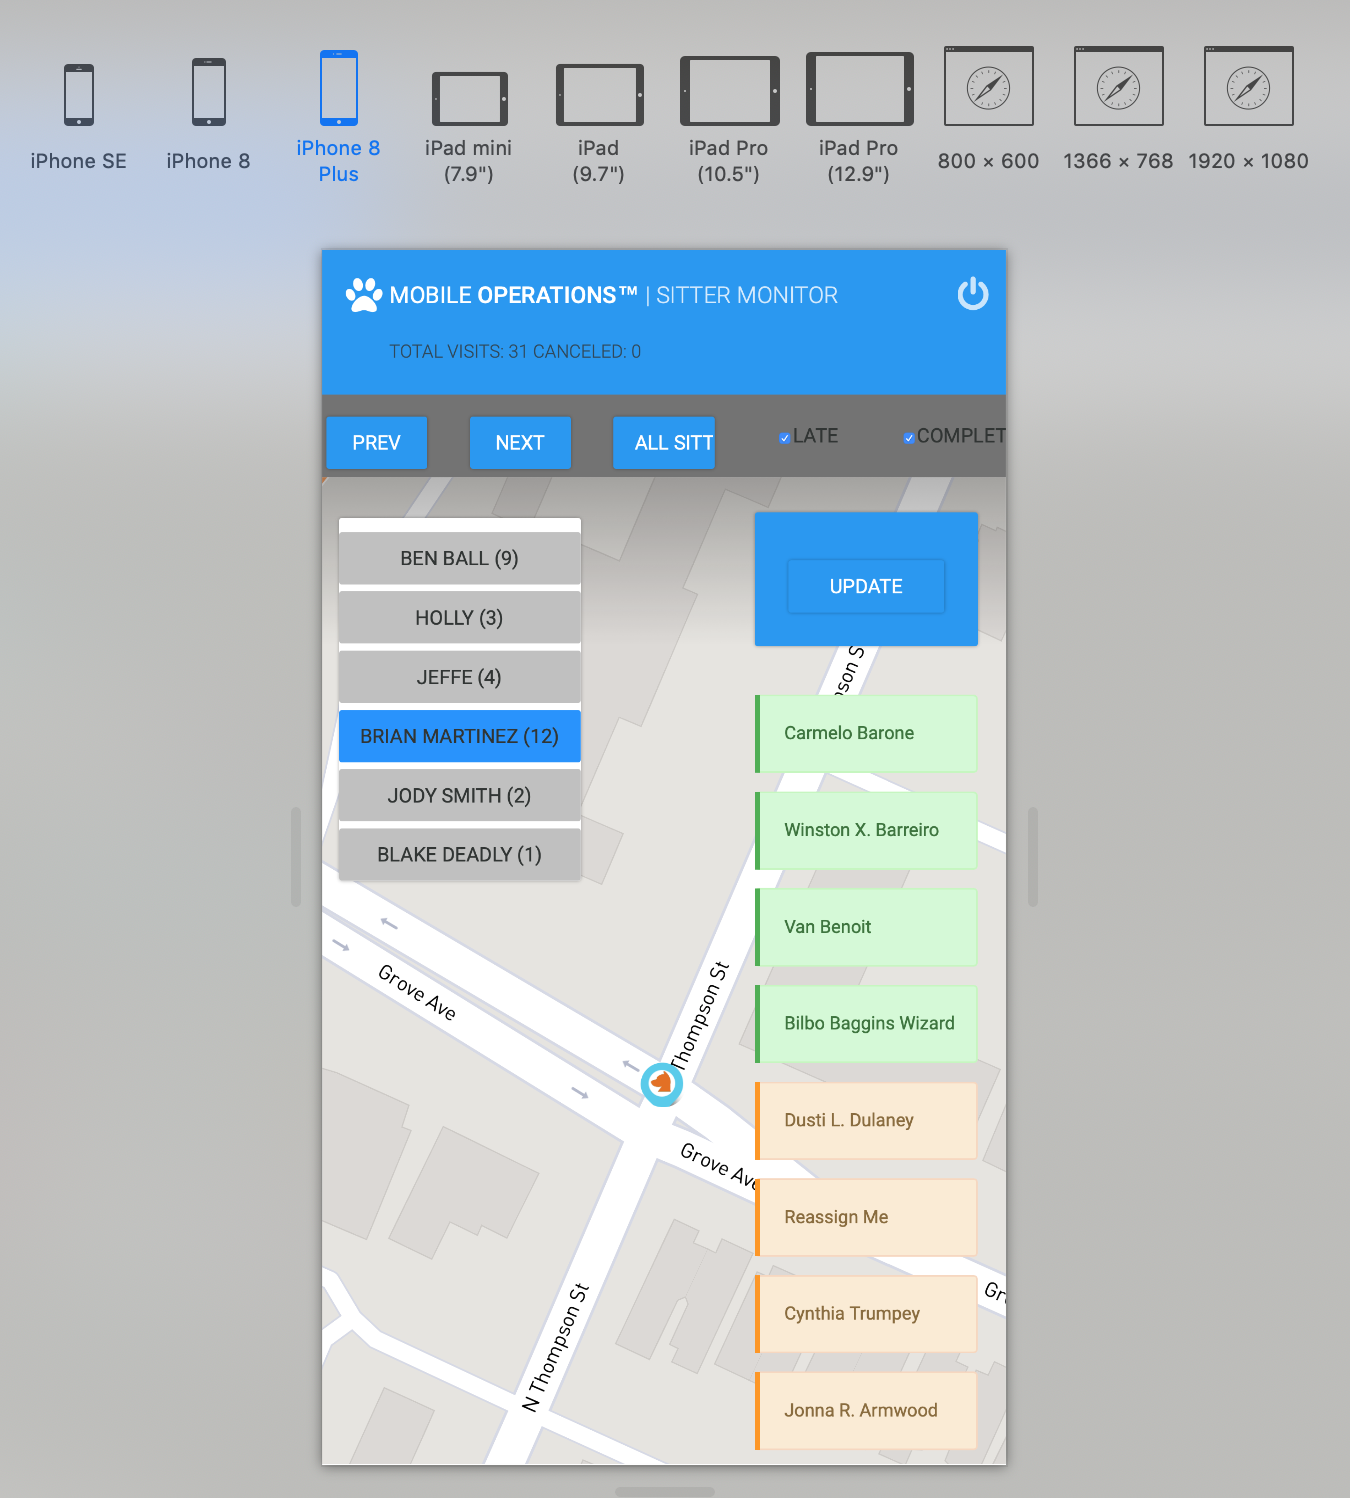 iPhone SE
iPhone 8
iPhone 8
Plus
iPad mini
(7.9")
iPad
(9.7")
iPad Pro
(10.5")
iPad Pro
(12.9")
800 × 600
1366 × 768
1920 × 1080
MOBILE OPERATIONS™ | SITTER MONITOR
TOTAL VISITS: 31 CANCELED: 0
PREV
NEXT
ALL SITT
LATE
COMPLET
BEN BALL (9)
HOLLY (3)
JEFFE (4)
BRIAN MARTINEZ (12)
JODY SMITH (2)
BLAKE DEADLY (1)
UPDATE
pson S
Carmelo Barone
Winston X. Barreiro
Van Benoit
Bilbo Baggins Wizard
Dusti L. Dulaney
Reassign Me
Cynthia Trumpey
Jonna R. Armwood
Grove Ave
Thompson St
Grove Ave
Gr
N Thompson St